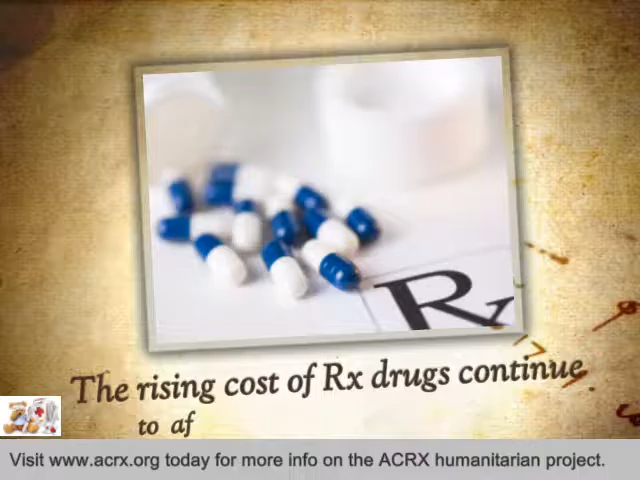 Rx
The rising cost of Rx drugs continue
to af
Visit www.acrx.org today for more info on the ACRX humanitarian project.